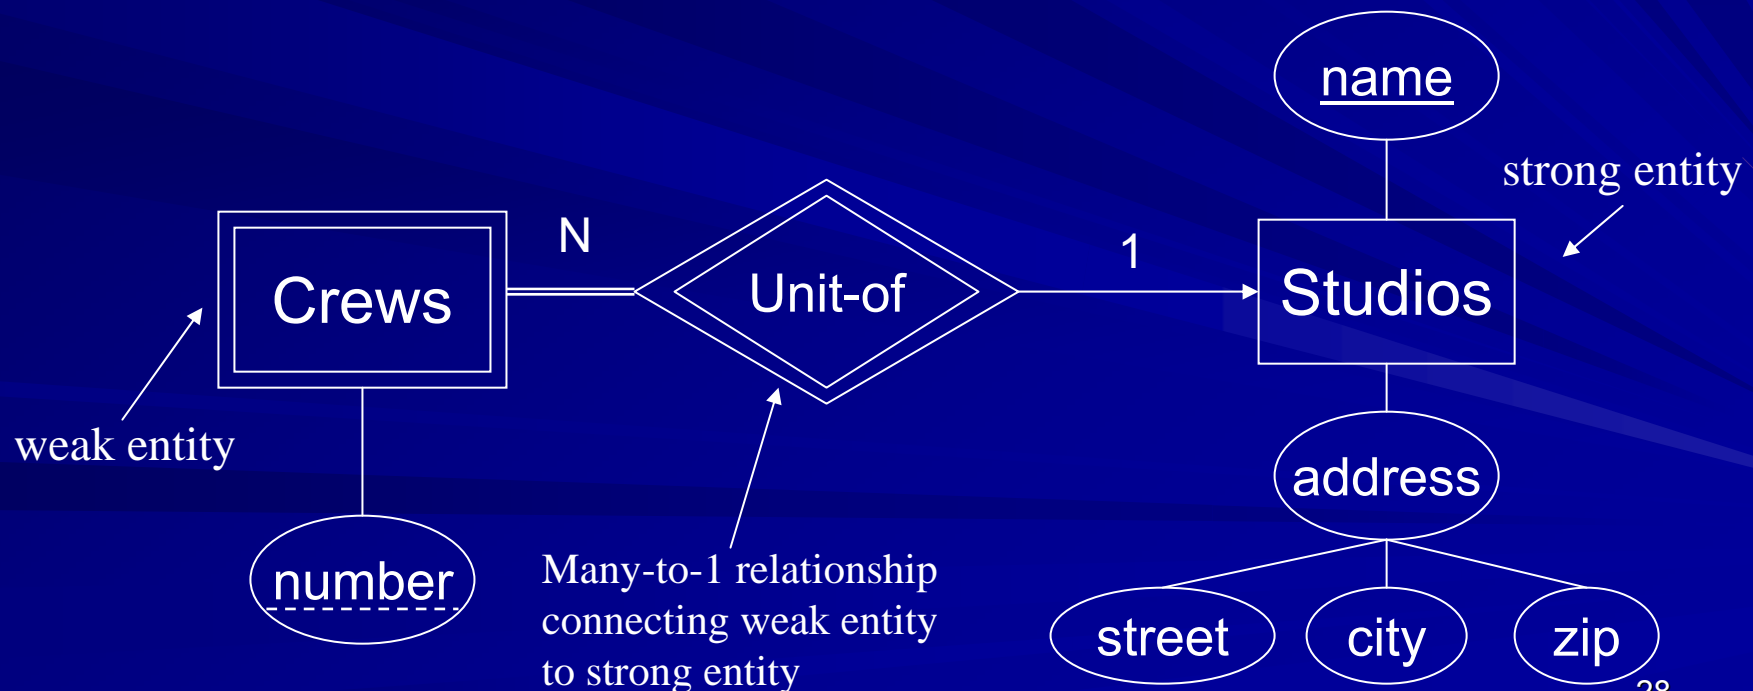 name
strong entity
N
1
Crews
Unit-of
Studios
weak entity
address
number
Many-to-1 relationship
connecting weak entity
to strong entity
street
city
zip
28